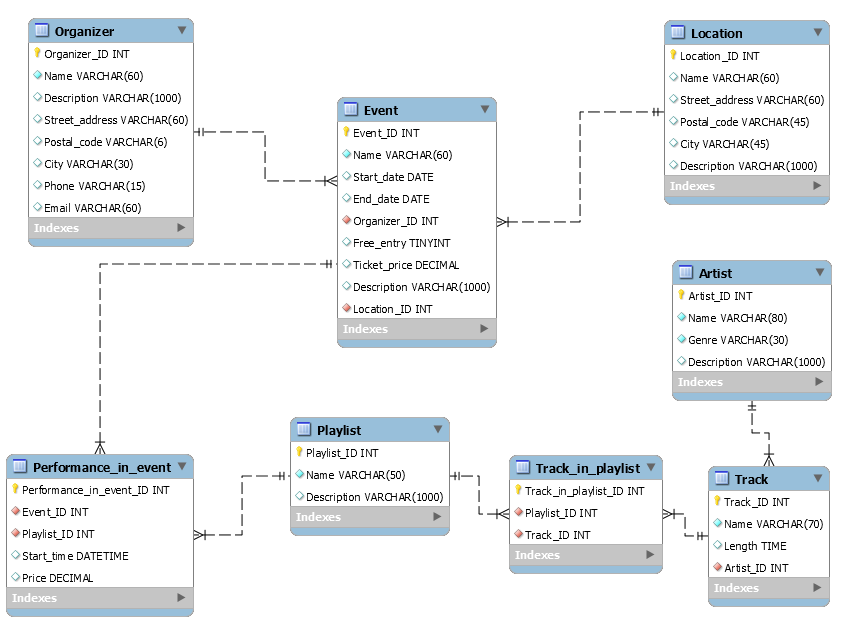 Organizer
Organizer_ID INT
Name VARCHAR(60)
Description VARCHAR(1000)
Street_address VARCHAR(60)
Postal_code VARCHAR(6)
City VARCHAR(30)
Phone VARCHAR(15)
Email VARCHAR(60)
Indexes
Event
Event_ID INT
Name VARCHAR(60)
Start_date DATE
End_date DATE
Organizer_ID INT
Free_entry TINYINT
Ticket_price DECIMAL
Description VARCHAR(1000)
Location_ID INT
Indexes
Location
Location_ID INT
Name VARCHAR(60)
Street_address VARCHAR(60)
Postal_code VARCHAR(45)
City VARCHAR(45)
Description VARCHAR(1000)
Indexes
Artist
Artist_ID INT
Name VARCHAR(80)
Genre VARCHAR(30)
Description VARCHAR(1000)
Indexes
Performance_in_event
Performance_in_event_ID INT
Event_ID INT
Playlist_ID INT
Start_time DATETIME
Price DECIMAL
Indexes
Playlist
Playlist_ID INT
Name VARCHAR(50)
Description VARCHAR(1000)
Indexes
Track_in_playlist
Track_in_playlist_ID INT
Playlist_ID INT
Track_ID INT
Indexes
Track
Track_ID INT
Name VARCHAR(70)
Length TIME
Artist_ID INT
Indexes